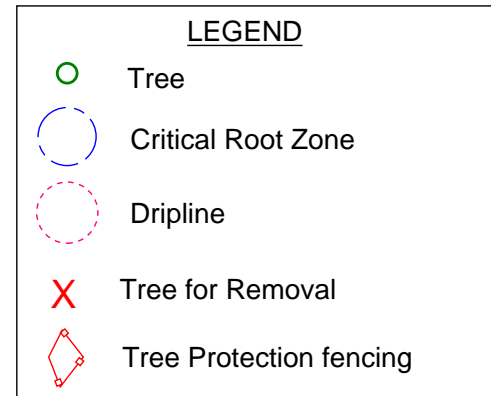 LEGEND
Tree
Critical Root Zone
Dripline
X Tree for Removal
Tree Protection fencing